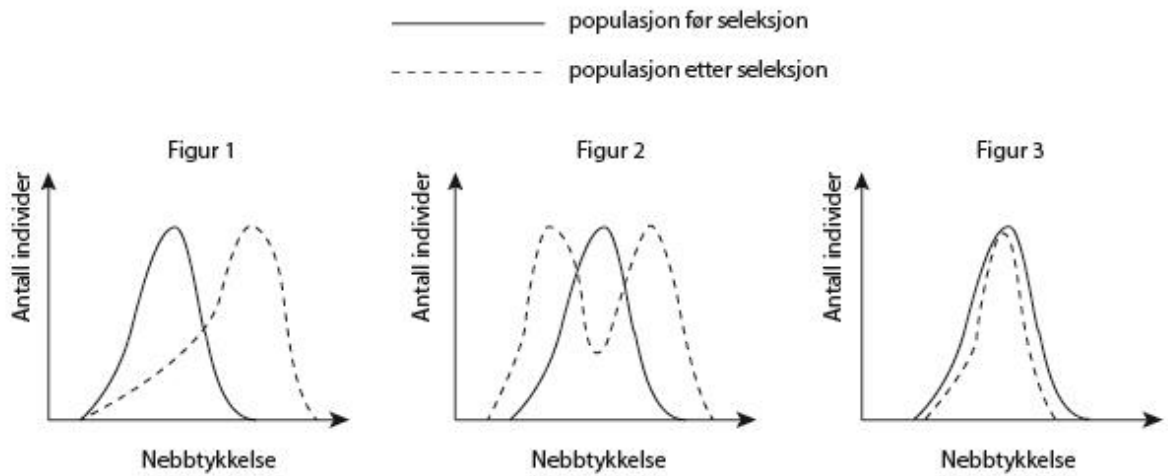 populasjon før seleksjon
populasjon etter seleksjon
Figur 1
Figur 2
Figur 3
Antall individer
Antall individer
Antall individer
Nebbtykkelse
Nebbtykkelse
Nebbtykkelse